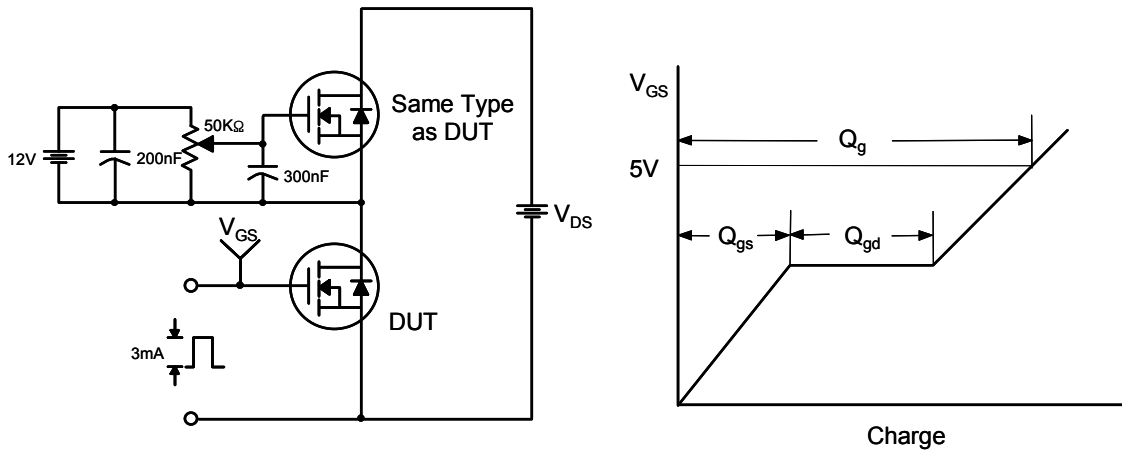 12V
200nF
50KΩ
300nF
Same Type
as DUT
V_DS
V_GS
DUT
3mA
V_GS
5V
Q_g
Q_gs
Q_gd
Charge